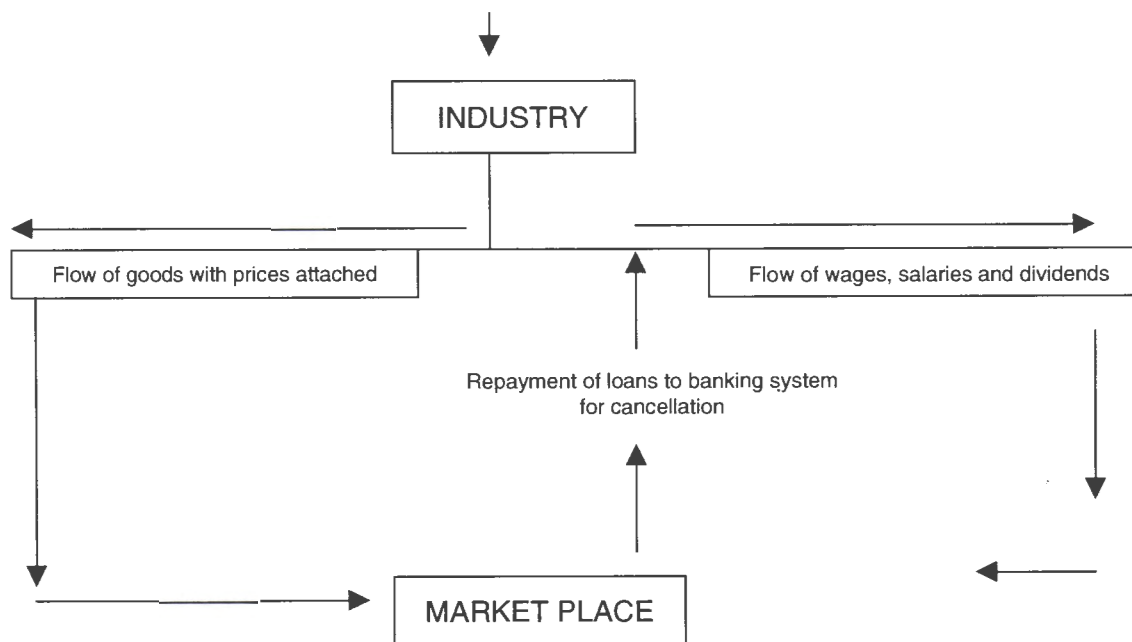 INDUSTRY
Flow of goods with prices attached
Flow of wages, salaries and dividends
Repayment of loans to banking system
for cancellation
MARKET PLACE